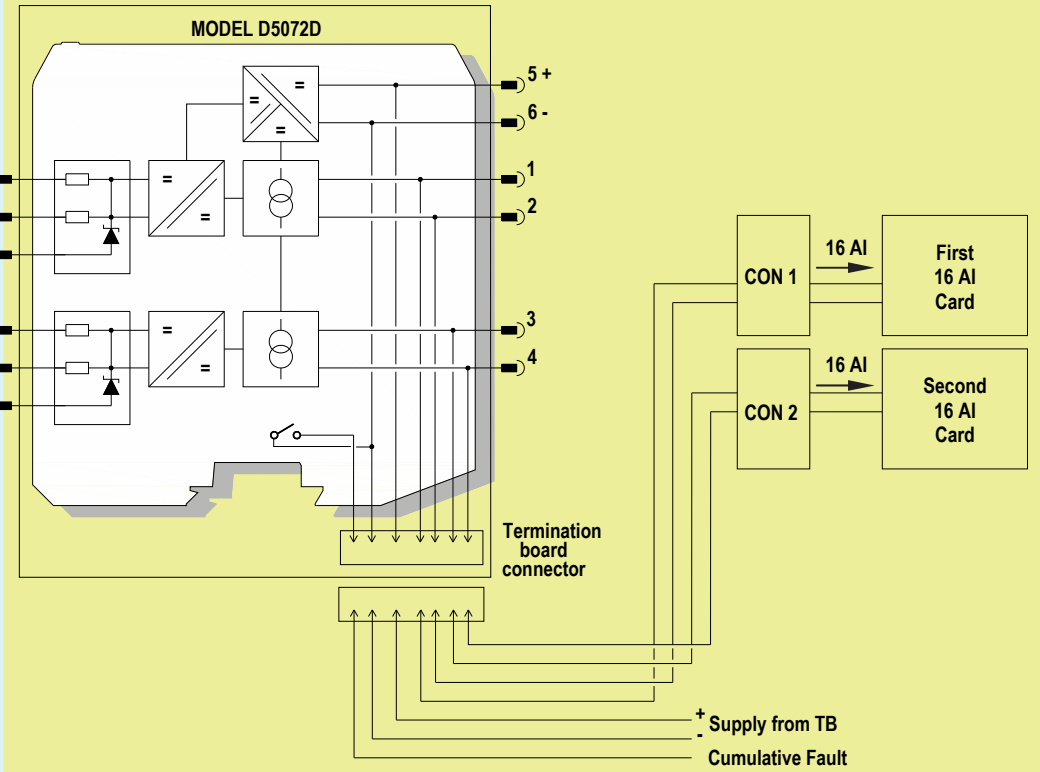 MODEL D5072D
=
=
=
5 +
6 -
=
=
1
2
=
=
3
4
CON 1
16 AI
First
16 AI
Card
CON 2
16 AI
Second
16 AI
Card
Termination
board
connector
+
-
Supply from TB
Cumulative Fault